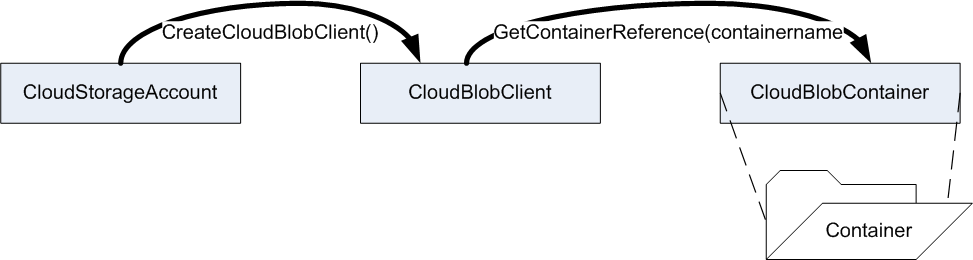 CreateCloudBlobClient()
GetContainerReference(containername
CloudStorageAccount
CloudBlobClient
CloudBlobContainer
Container